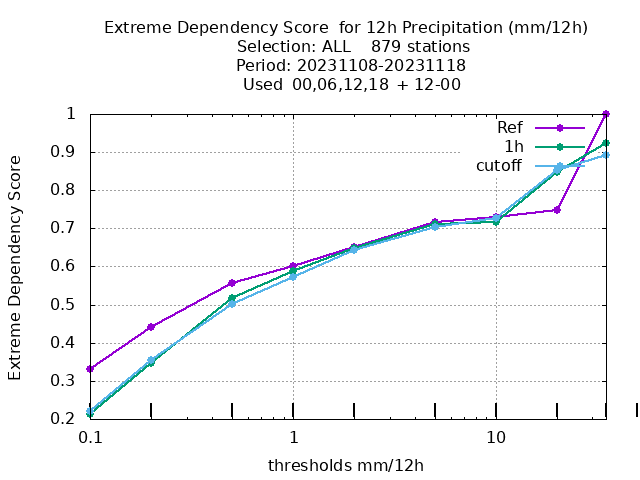 Extreme Dependency Score  for 12h Precipitation (mm/12h)
Selection: ALL    879 stations
Period: 20231108-20231118
Used  00,06,12,18  + 12-00
Ref
1h
cutoff
Extreme Dependency Score
1
0.9
0.8
0.7
0.6
0.5
0.4
0.3
0.2
0.1
1
10
thresholds mm/12h